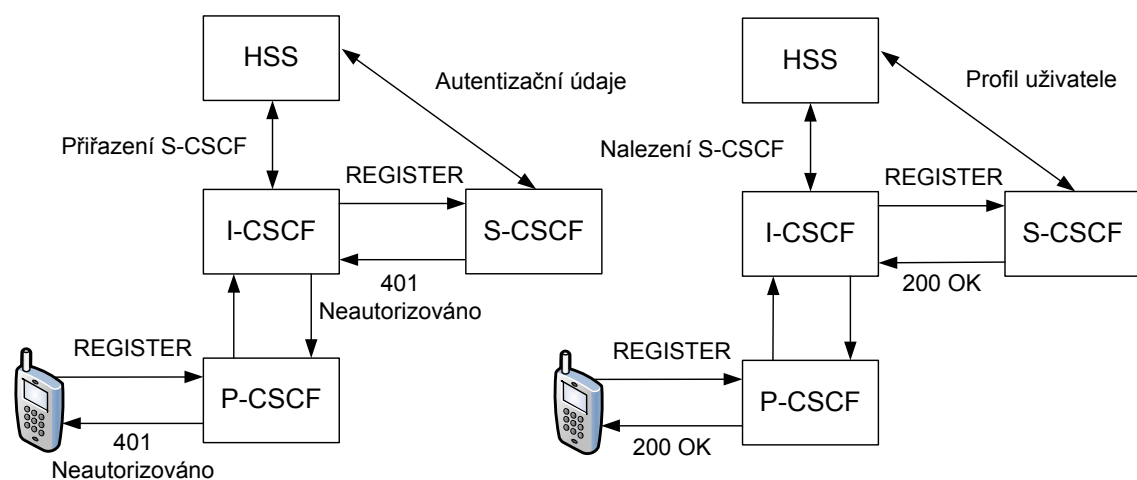 HSS
Autentizační údaje
Přiřazení S-CSCF
REGISTER
I-CSCF
S-CSCF
401
Neautorizováno
REGISTER
P-CSCF
401
Neautorizováno
HSS
Profil uživatele
Nalezení S-CSCF
REGISTER
I-CSCF
S-CSCF
200 OK
REGISTER
P-CSCF
200 OK